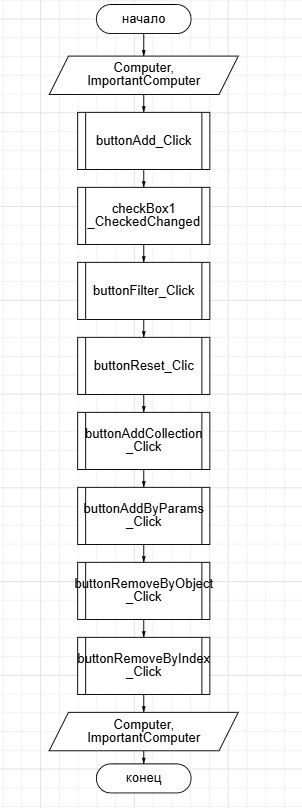 начало
Computer,
ImportantComputer
buttonAdd_Click
checkBox1
_CheckedChanged
buttonFilter_Click
buttonReset_Clic
buttonAddCollection
_Click
buttonAddByParams
_Click
buttonRemoveByObject
_Click
buttonRemoveByIndex
_Click
Computer,
ImportantComputer
конец